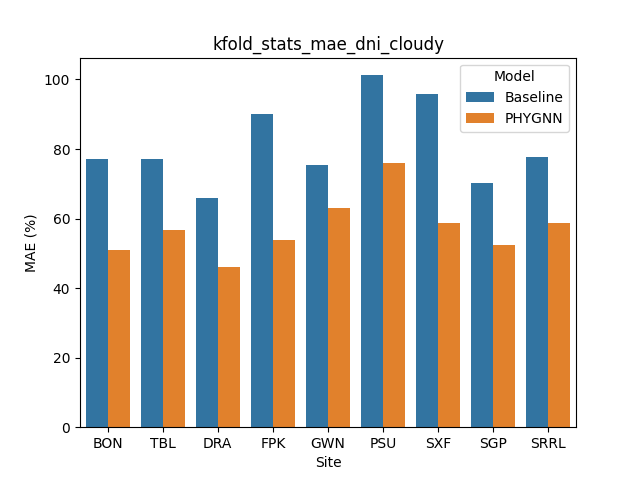 kfold_stats_mae_dni_cloudy
Model
Baseline
PHYGNN
MAE (%)
100
80
60
40
20
0
BON TBL DRA FPK GWN PSU SXF SGP SRRL
Site